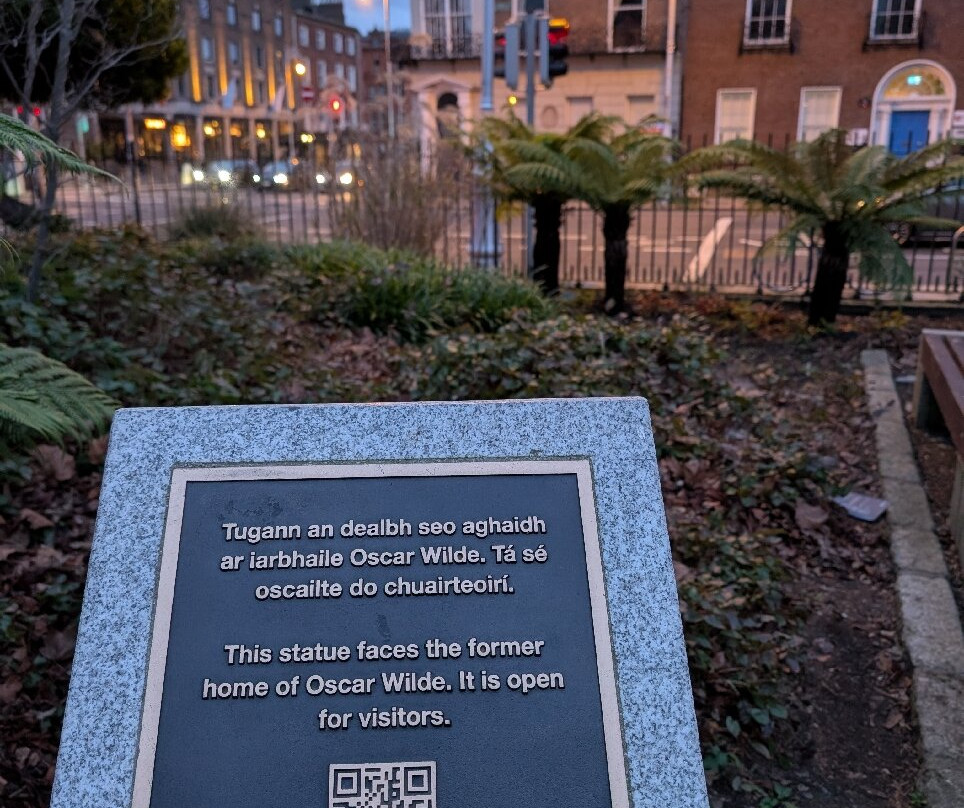 Tugann an dealbh seo aghaidh
ar iarbhaile Oscar Wilde. Tá sé
oscailte do chuairteoirí.
This statue faces the former
home of Oscar Wilde. It is open
for visitors.